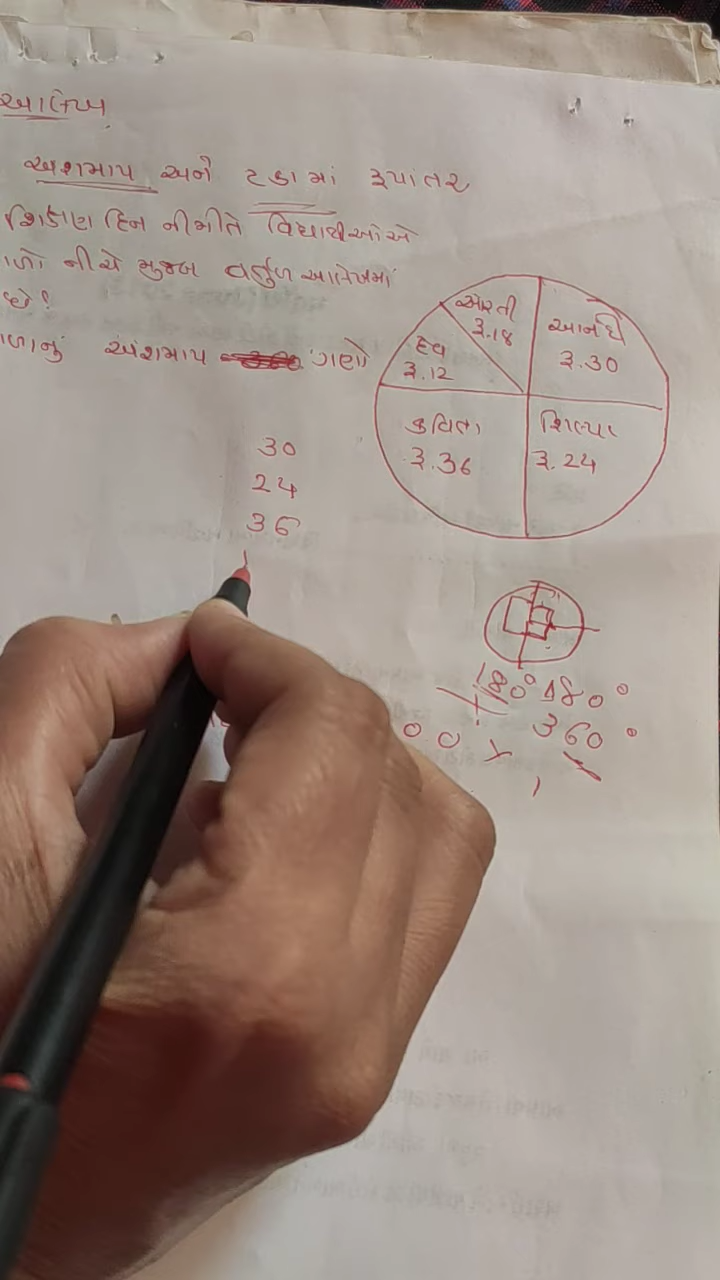 આલેખ
અંશમાપ અને ટકામાં રૂપાંતર
શિક્ષણ દિન નીમીતે વિદ્યાર્થીઓએ
ાળો નીચે મુજબ વર્તુળ આલેખમાં
છે?
ાળાનું અંશમાપ ગણો
આરતી
રૂ.18
આનંદી
રૂ.30
દેવ
રૂ.12
કવિતા
રૂ.36
શિલ્પા
રૂ.24
30
24
36
180° 180°
360°